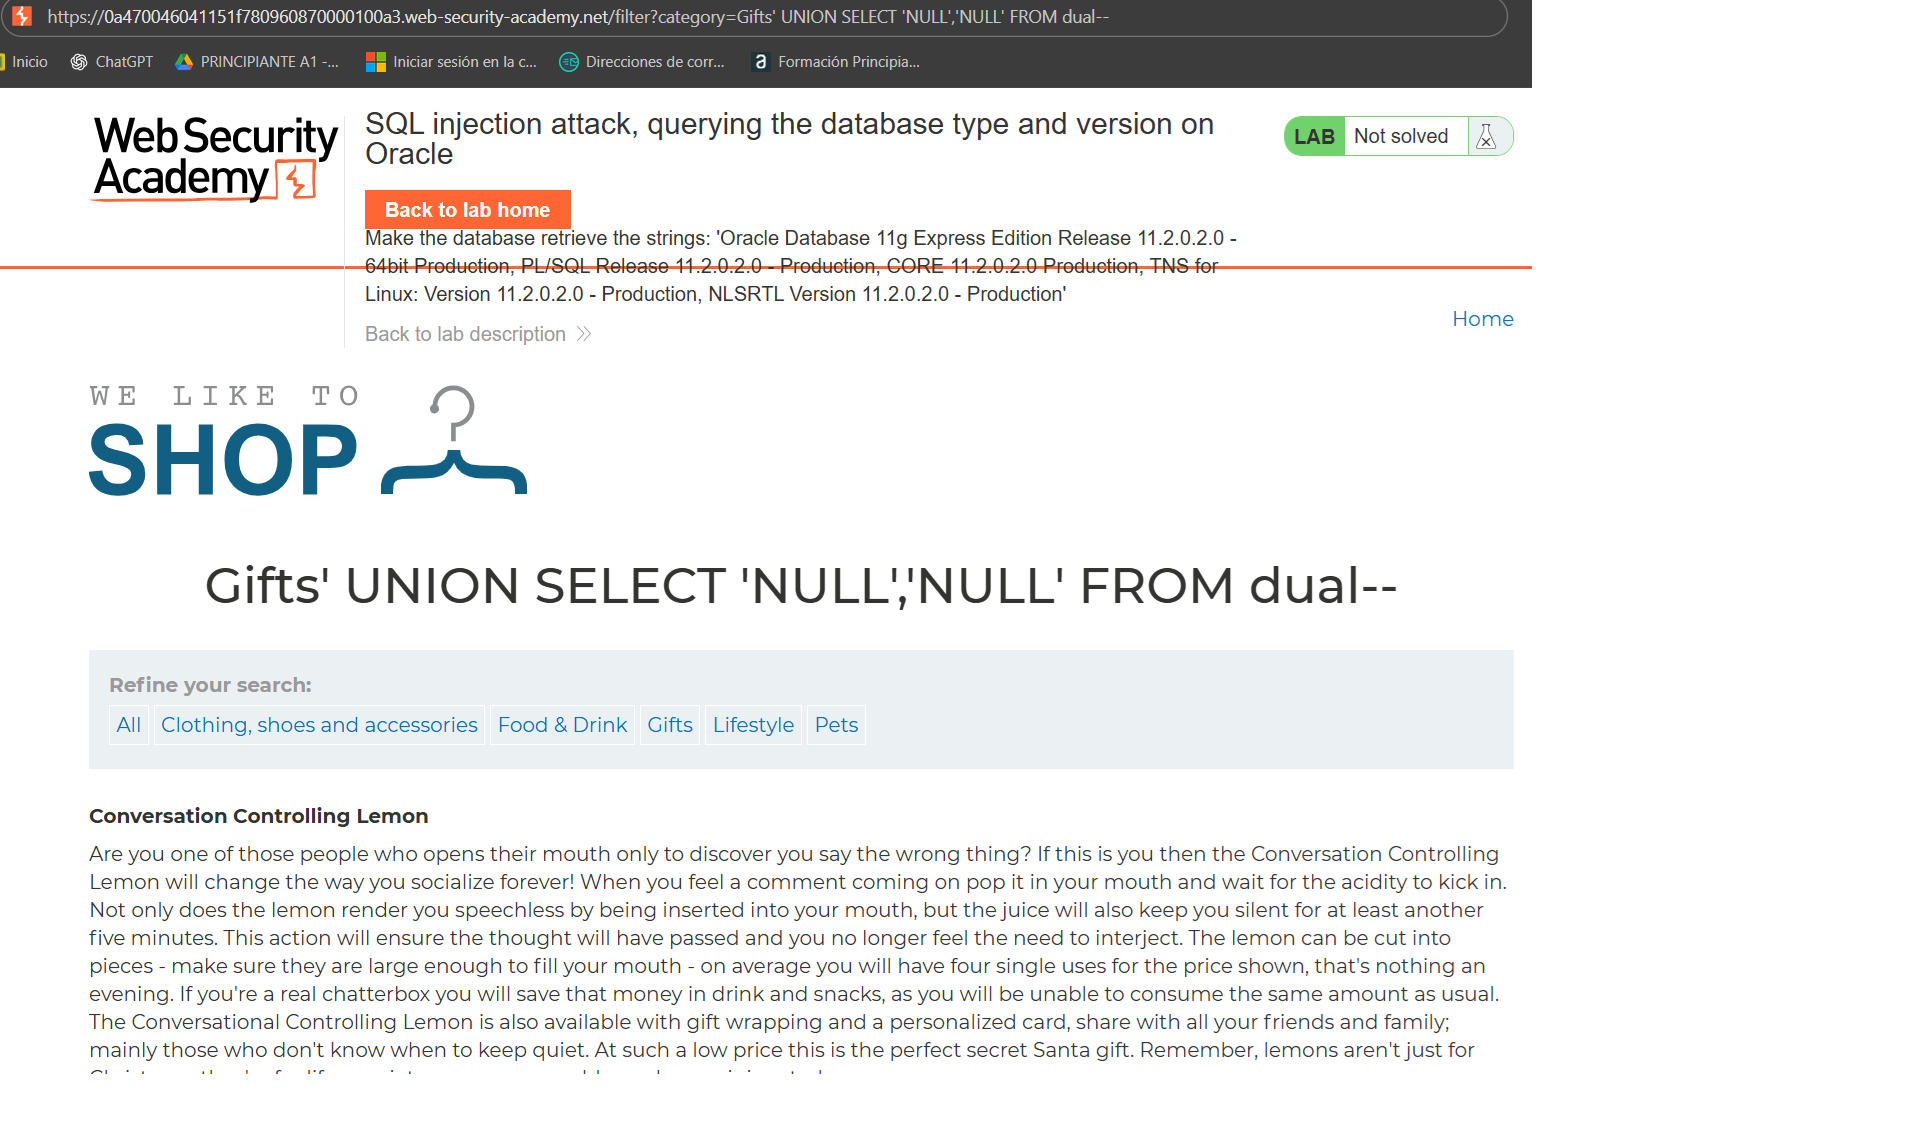 https://0a470046041151f780960870000100a3.web-security-academy.net/filter?category=Gifts' UNION SELECT 'NULL','NULL' FROM dual--
Inicio
ChatGPT
PRINCIPIANTE A1 -...
Iniciar sesión en la c...
Direcciones de corr...
Formación Principia...
WebSecurity
Academy
SQL injection attack, querying the database type and version on
Oracle
LAB
Not solved
Back to lab home
Make the database retrieve the strings: 'Oracle Database 11g Express Edition Release 11.2.0.2.0 -
64bit Production, PL/SQL Release 11.2.0.2.0 - Production, CORE 11.2.0.2.0 Production, TNS for
Linux: Version 11.2.0.2.0 - Production, NLSRTL Version 11.2.0.2.0 - Production'
Back to lab description
Home
WE LIKE TO
SHOP
Gifts' UNION SELECT 'NULL','NULL' FROM dual--
Refine your search:
All
Clothing, shoes and accessories
Food & Drink
Gifts
Lifestyle
Pets
Conversation Controlling Lemon
Are you one of those people who opens their mouth only to discover you say the wrong thing? If this is you then the Conversation Controlling
Lemon will change the way you socialize forever! When you feel a comment coming on pop it in your mouth and wait for the acidity to kick in.
Not only does the lemon render you speechless by being inserted into your mouth, but the juice will also keep you silent for at least another
five minutes. This action will ensure the thought will have passed and you no longer feel the need to interject. The lemon can be cut into
pieces - make sure they are large enough to fill your mouth - on average you will have four single uses for the price shown, that's nothing an
evening. If you're a real chatterbox you will save that money in drink and snacks, as you will be unable to consume the same amount as usual.
The Conversational Controlling Lemon is also available with gift wrapping and a personalized card, share with all your friends and family;
mainly those who don't know when to keep quiet. At such a low price this is the perfect secret Santa gift. Remember, lemons aren't just for